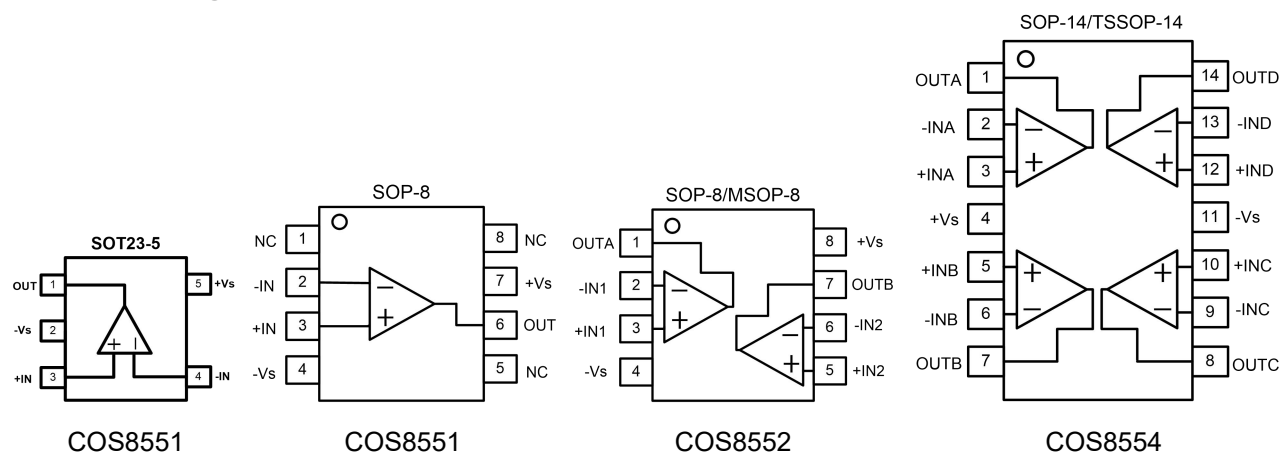 SOT23-5
OUT 1 5 +Vs
-Vs 2
+IN 3 4 -IN
+ −
COS8551
SOP-8
NC 1 8 NC
-IN 2 7 +Vs
+IN 3 6 OUT
-Vs 4 5 NC
−
+
COS8551
SOP-8/MSOP-8
OUTA 1 8 +Vs
-IN1 2 7 OUTB
+IN1 3 6 -IN2
-Vs 4 5 +IN2
−
+
−
+
COS8552
SOP-14/TSSOP-14
OUTA 1 14 OUTD
-INA 2 − − 13 -IND
+INA 3 + + 12 +IND
+Vs 4 11 -Vs
+INB 5 + + 10 +INC
-INB 6 − − 9 -INC
OUTB 7 8 OUTC
COS8554